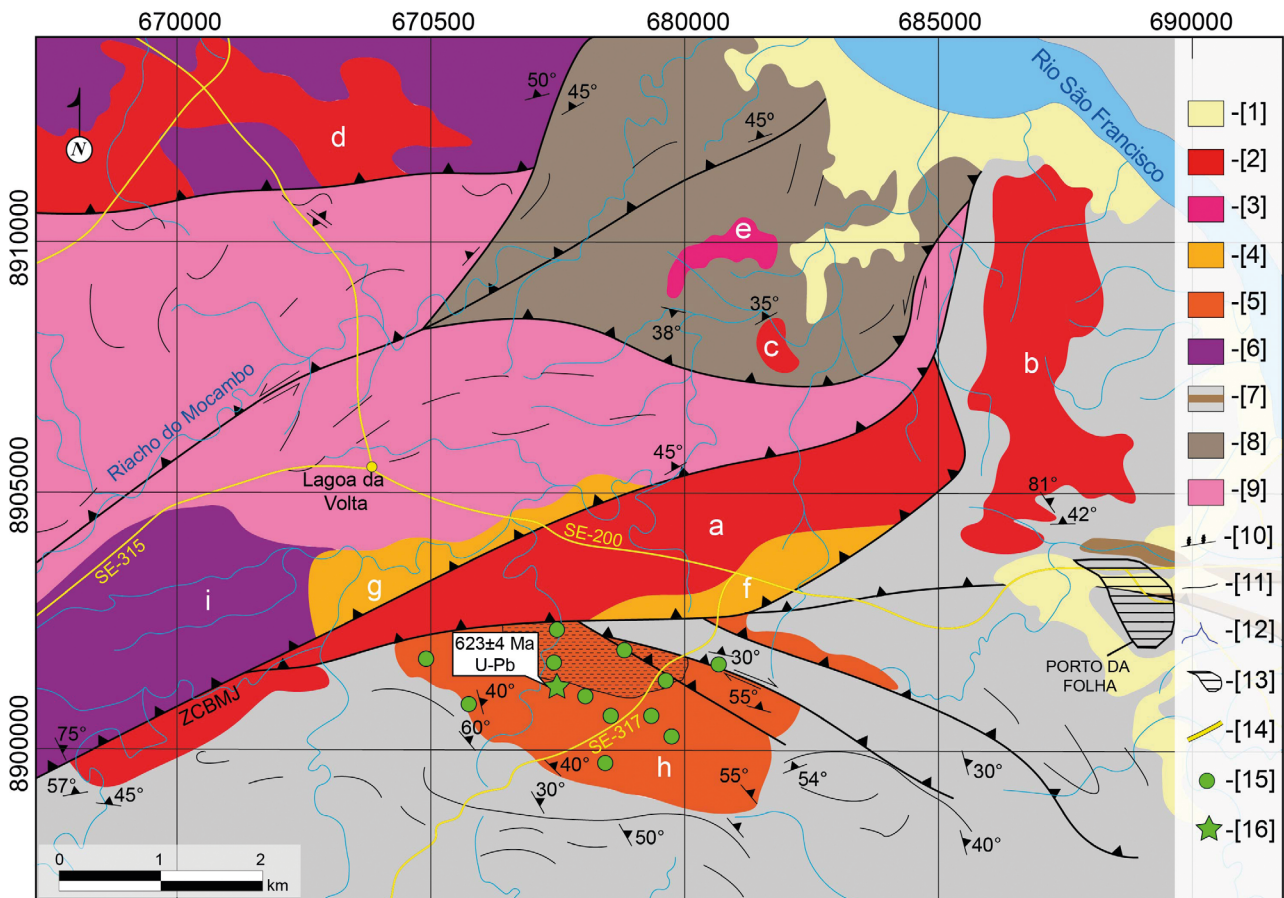 670000 670500 680000 685000 690000
8910000
8905000
8900000
N
Rio São Francisco
Riacho do Mocambo
Lagoa da
Volta
SE-315
SE-200
SE-317
ZCBMJ
623±4 Ma
U-Pb
PORTO DA
FOLHA
d
e
c
b
a
g
f
i
h
50°
45°
45°
35°
38°
45°
81°
42°
30°
55°
40°
60°
40°
30°
55°
54°
30°
50°
40°
75°
57°
45°
0 1 2
km
-[1]
-[2]
-[3]
-[4]
-[5]
-[6]
-[7]
-[8]
-[9]
-[10]
-[11]
-[12]
-[13]
-[14]
-[15]
-[16]